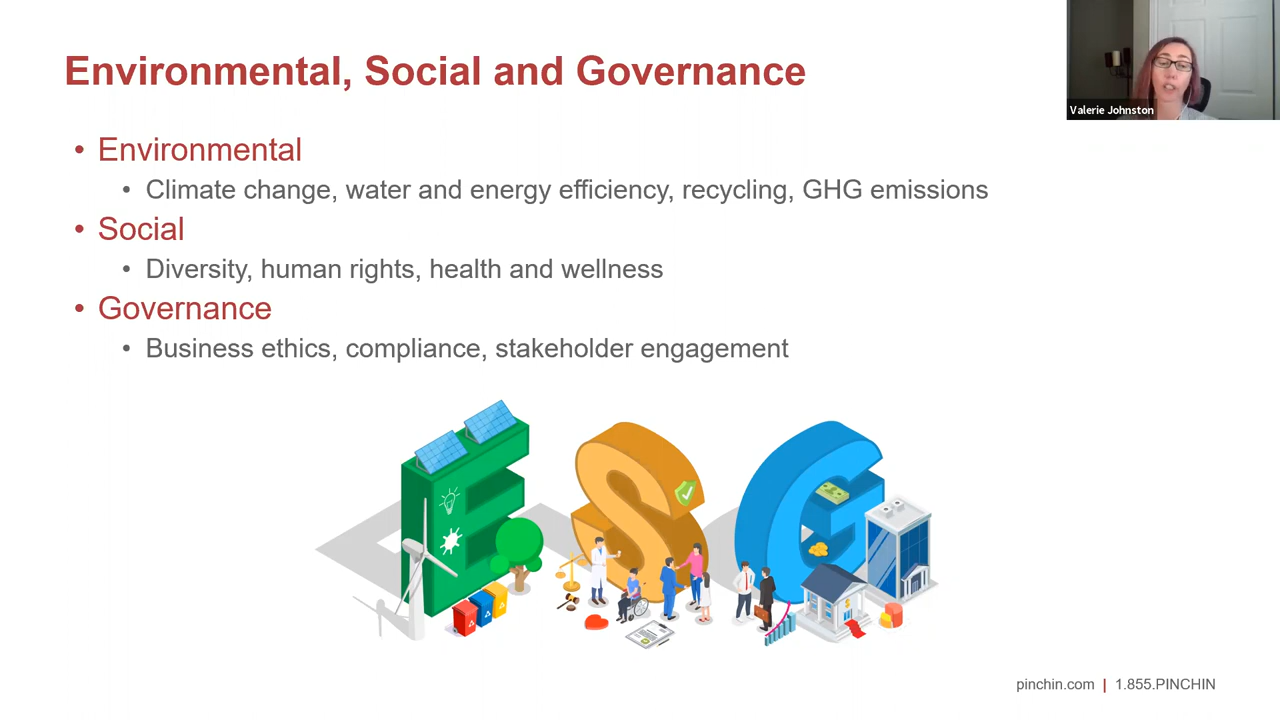 Environmental, Social and Governance
Valerie Johnston
• Environmental
• Climate change, water and energy efficiency, recycling, GHG emissions
• Social
• Diversity, human rights, health and wellness
• Governance
• Business ethics, compliance, stakeholder engagement
ESG
pinchin.com | 1.855.PINCHIN